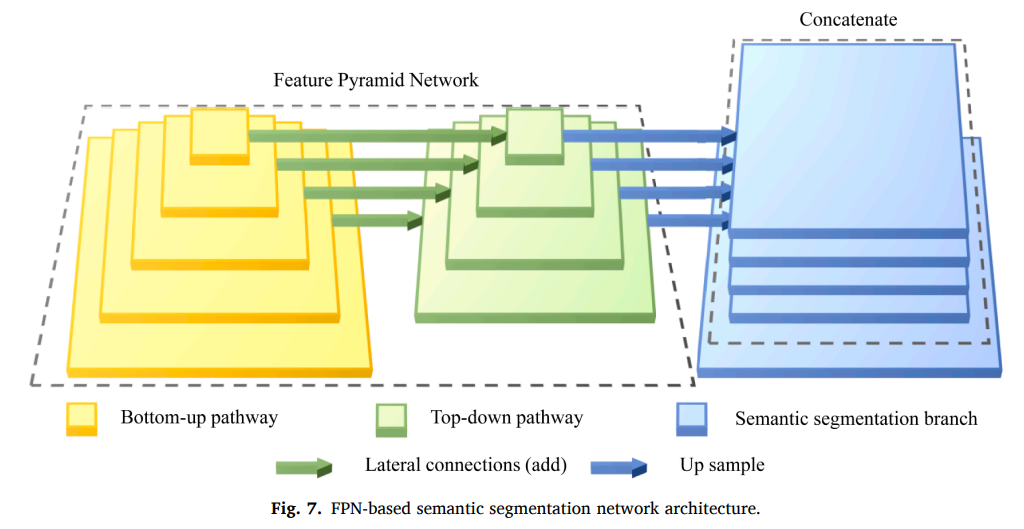 Concatenate
Feature Pyramid Network
Bottom-up pathway
Top-down pathway
Semantic segmentation branch
Lateral connections (add)
Up sample
Fig. 7. FPN-based semantic segmentation network architecture.